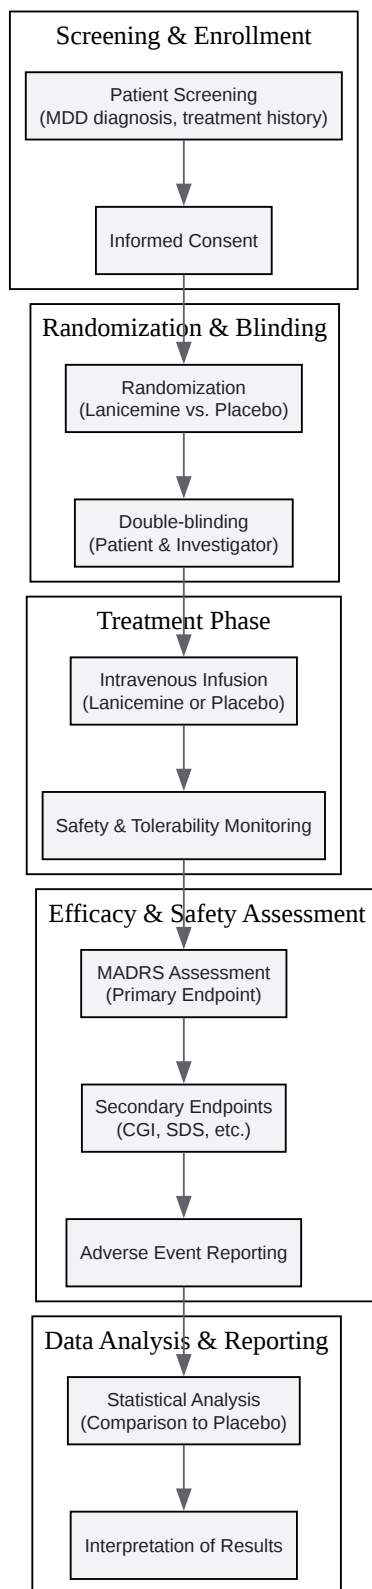 Screening & Enrollment
Patient Screening
(MDD diagnosis, treatment history)
Informed Consent
Randomization & Blinding
Randomization
(Lanicemine vs. Placebo)
Double-blinding
(Patient & Investigator)
Treatment Phase
Intravenous Infusion
(Lanicemine or Placebo)
Safety & Tolerability Monitoring
Efficacy & Safety Assessment
MADRS Assessment
(Primary Endpoint)
Secondary Endpoints
(CGI, SDS, etc.)
Adverse Event Reporting
Data Analysis & Reporting
Statistical Analysis
(Comparison to Placebo)
Interpretation of Results